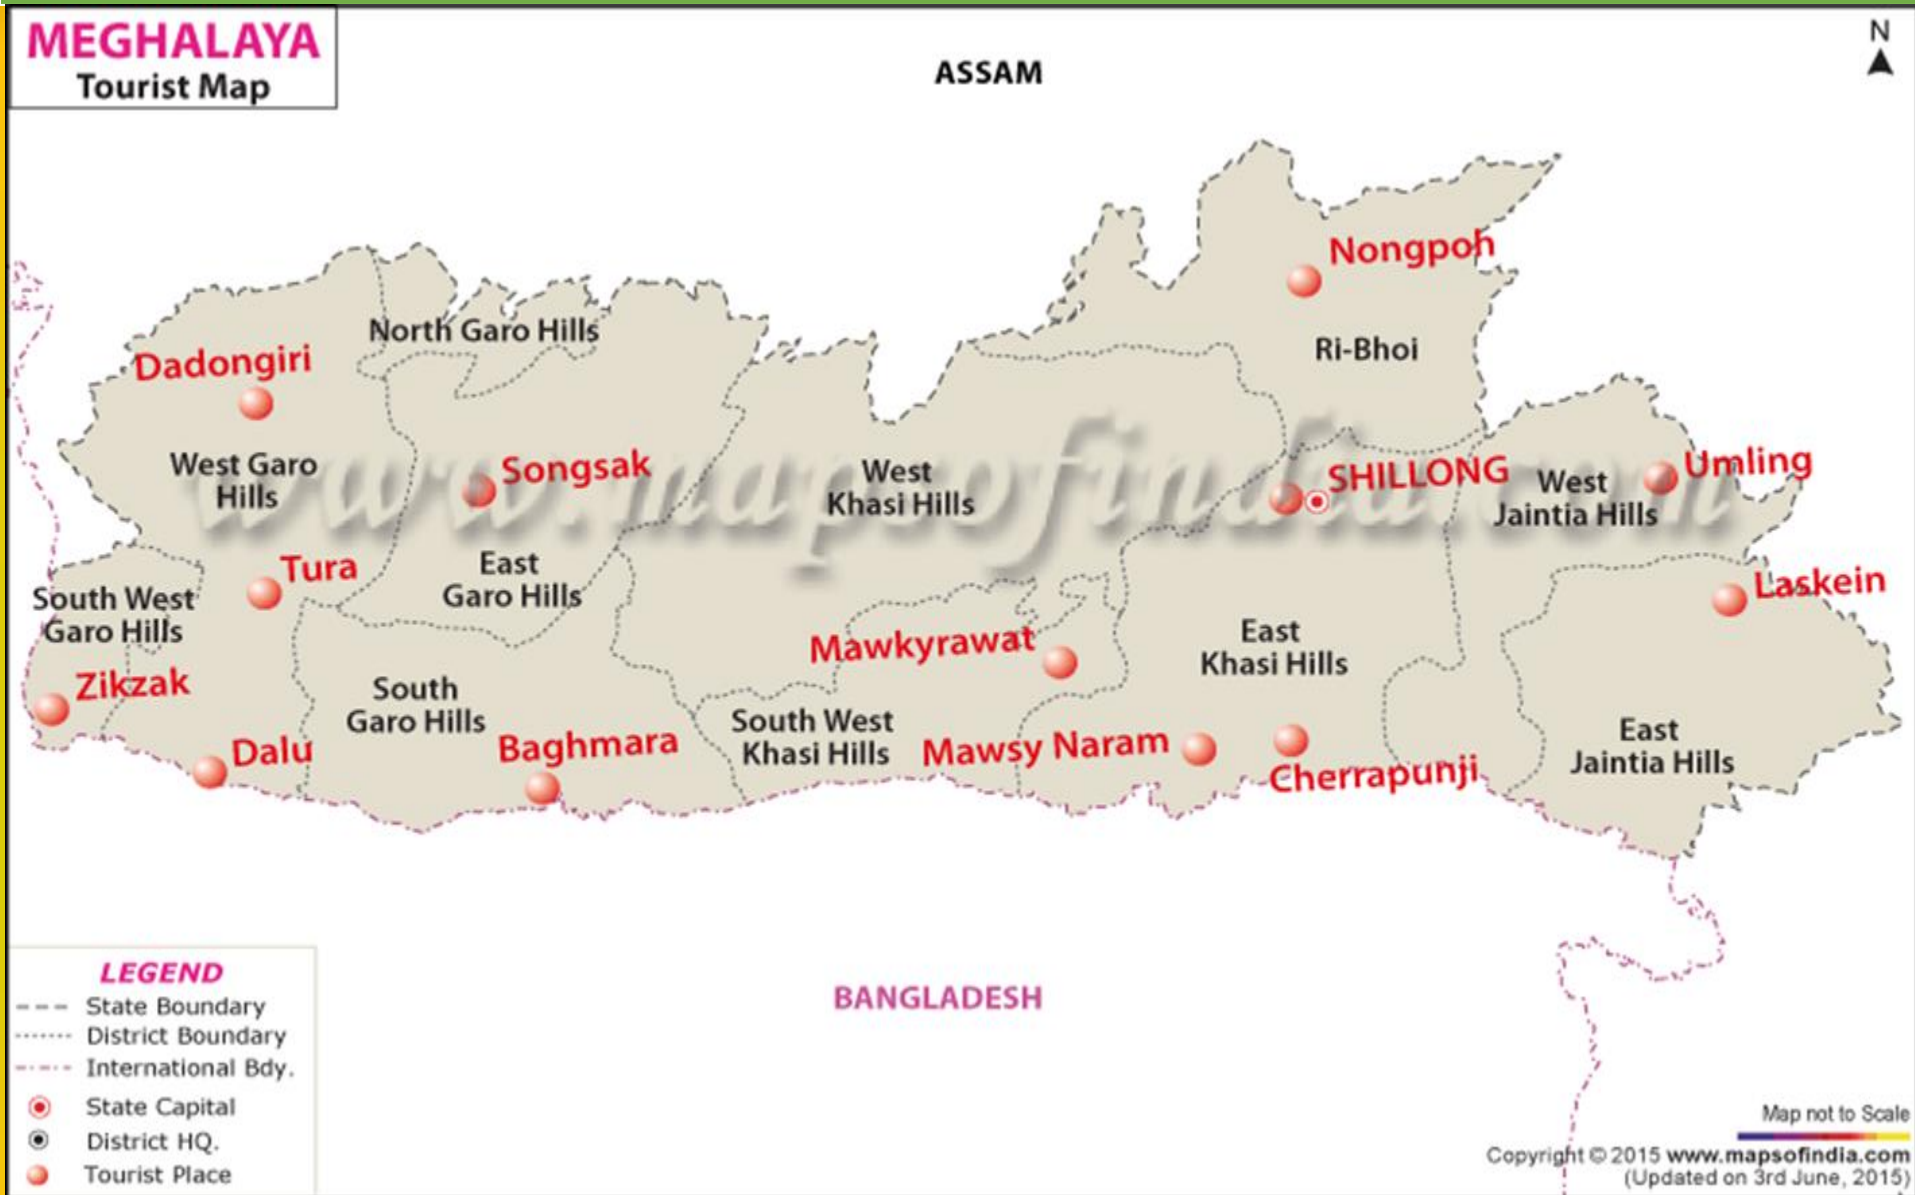 MEGHALAYA
Tourist Map
ASSAM
N
Nongpoh
North Garo Hills
Ri-Bhoi
Dadongiri
West Garo
Hills
Songsak
West
Khasi Hills
SHILLONG
West
Jaintia Hills
Umling
www.mapsofindia.com
Tura
East
Garo Hills
Laskein
South West
Garo Hills
Mawkyrawat
East
Khasi Hills
Zikzak
South
Garo Hills
South West
Khasi Hills
East
Jaintia Hills
Dalu
Baghmara
Mawsy Naram
Cherrapunji
BANGLADESH
LEGEND
State Boundary
District Boundary
International Bdy.
State Capital
District HQ.
Tourist Place
Map not to Scale
Copyright © 2015 www.mapsofindia.com
(Updated on 3rd June, 2015)